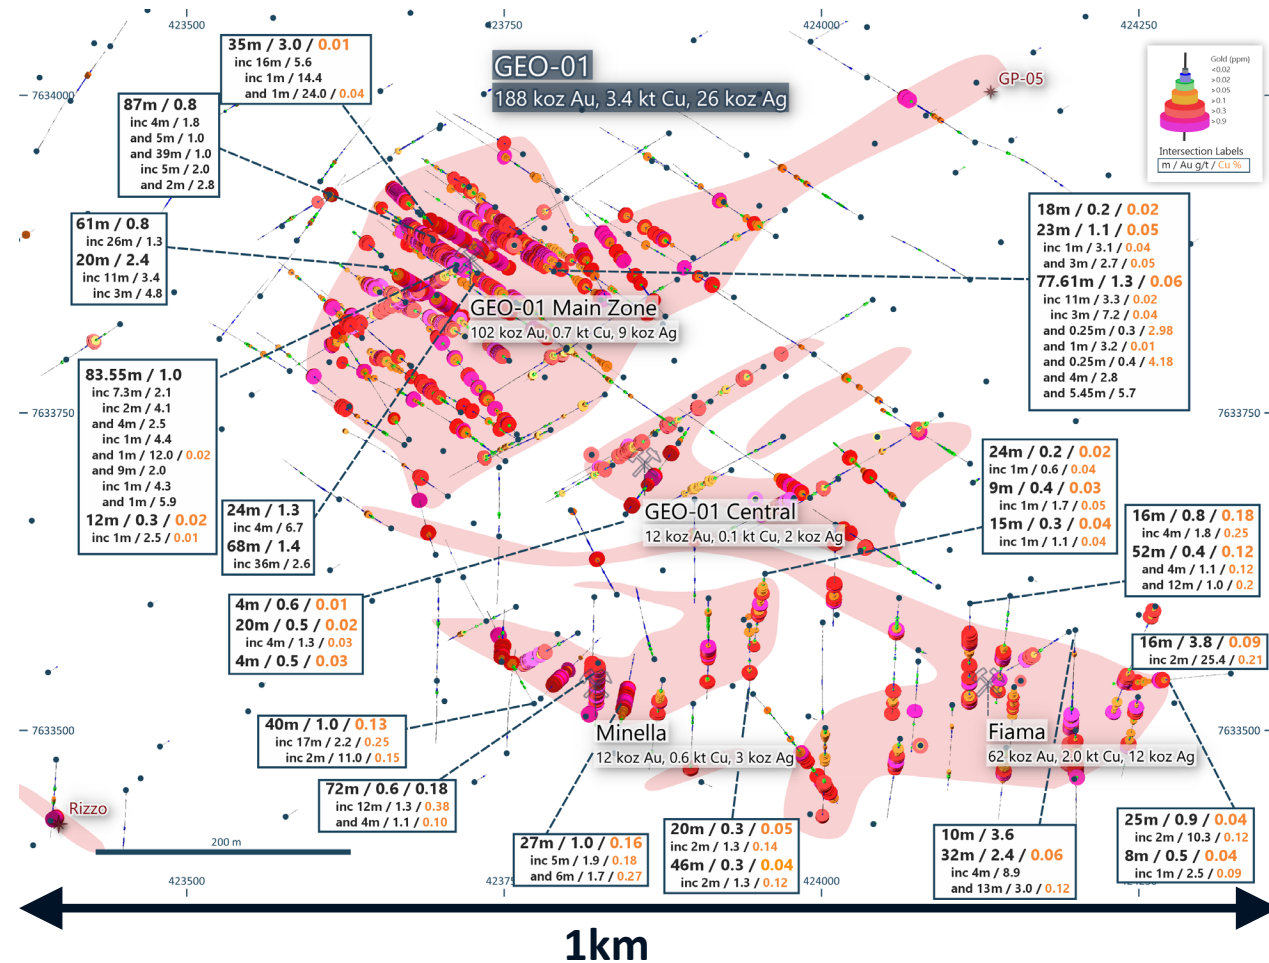 423500
423750
424000
424250
7634000
GEO-01
188 koz Au, 3.4 kt Cu, 26 koz Ag
GP-05
Gold (ppm)
<0.02
>0.02
>0.05
>0.1
>0.3
>0.9
Intersection Labels
m / Au g/t / Cu %
35m / 3.0 / 0.01
inc 16m / 5.6
inc 1m / 14.4
and 1m / 24.0 / 0.04
87m / 0.8
inc 4m / 1.8
and 5m / 1.0
and 39m / 1.0
inc 5m / 2.0
and 2m / 2.8
61m / 0.8
inc 26m / 1.3
20m / 2.4
inc 11m / 3.4
inc 3m / 4.8
18m / 0.2 / 0.02
23m / 1.1 / 0.05
inc 1m / 3.1 / 0.04
and 3m / 2.7 / 0.05
77.61m / 1.3 / 0.06
inc 11m / 3.3 / 0.02
inc 3m / 7.2 / 0.04
and 0.25m / 0.3 / 2.98
and 1m / 3.2 / 0.01
and 0.25m / 0.4 / 4.18
and 4m / 2.8
and 5.45m / 5.7
GEO-01 Main Zone
102 koz Au, 0.7 kt Cu, 9 koz Ag
83.55m / 1.0
inc 7.3m / 2.1
inc 2m / 4.1
and 4m / 2.5
inc 1m / 4.4
and 1m / 12.0 / 0.02
and 9m / 2.0
inc 1m / 4.3
and 1m / 5.9
12m / 0.3 / 0.02
inc 1m / 2.5 / 0.01
7633750
7633750
24m / 1.3
inc 4m / 6.7
68m / 1.4
inc 36m / 2.6
GEO-01 Central
12 koz Au, 0.1 kt Cu, 2 koz Ag
24m / 0.2 / 0.02
inc 1m / 0.6 / 0.04
9m / 0.4 / 0.03
inc 1m / 1.7 / 0.05
15m / 0.3 / 0.04
inc 1m / 1.1 / 0.04
16m / 0.8 / 0.18
inc 4m / 1.8 / 0.25
52m / 0.4 / 0.12
and 4m / 1.1 / 0.12
and 12m / 1.0 / 0.2
4m / 0.6 / 0.01
20m / 0.5 / 0.02
inc 4m / 1.3 / 0.03
4m / 0.5 / 0.03
16m / 3.8 / 0.09
inc 2m / 25.4 / 0.21
40m / 1.0 / 0.13
inc 17m / 2.2 / 0.25
inc 2m / 11.0 / 0.15
7633500
7633500
Minella
12 koz Au, 0.6 kt Cu, 3 koz Ag
Fiama
62 koz Au, 2.0 kt Cu, 12 koz Ag
72m / 0.6 / 0.18
inc 12m / 1.3 / 0.38
and 4m / 1.1 / 0.10
Rizzo
200 m
27m / 1.0 / 0.16
inc 5m / 1.9 / 0.18
and 6m / 1.7 / 0.27
20m / 0.3 / 0.05
inc 2m / 1.3 / 0.14
46m / 0.3 / 0.04
inc 2m / 1.3 / 0.12
10m / 3.6
32m / 2.4 / 0.06
inc 4m / 8.9
and 13m / 3.0 / 0.12
25m / 0.9 / 0.04
inc 2m / 10.3 / 0.12
8m / 0.5 / 0.04
inc 1m / 2.5 / 0.09
423500
424000
1km